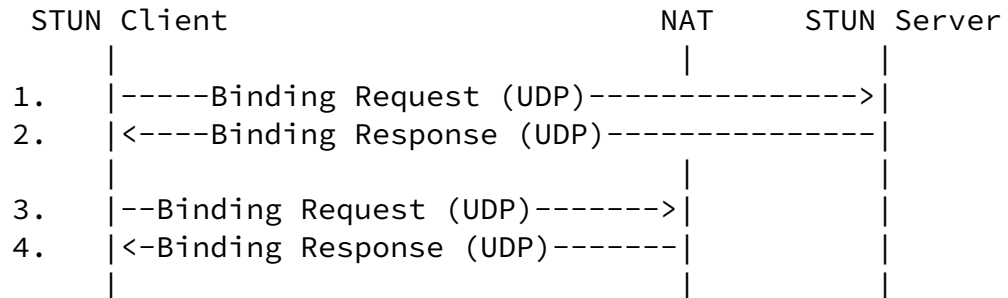 STUN Client                            NAT      STUN Server
     |                                  |            |
1.   |-----Binding Request (UDP)---------------->|
2.   |<----Binding Response (UDP)----------------|
     |                                  |            |
3.   |--Binding Request (UDP)------->|            |
4.   |<-Binding Response (UDP)-------|            |
     |                                  |            |